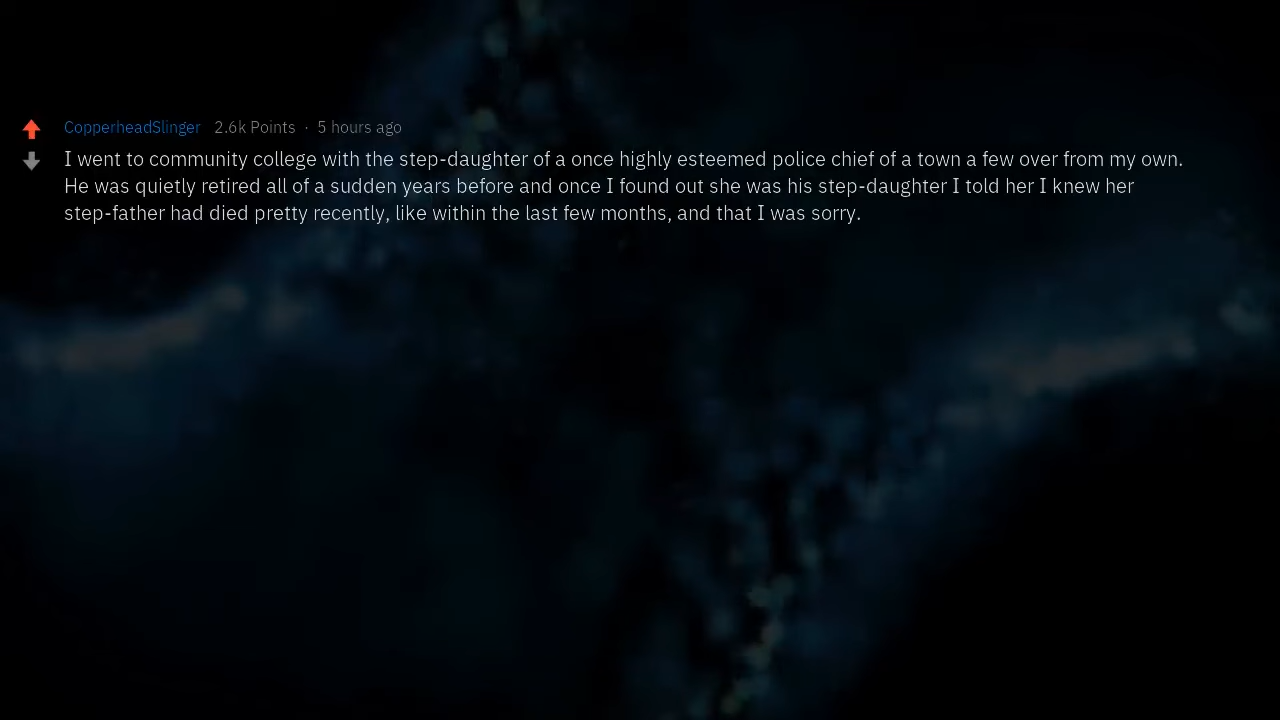 CopperheadSlinger 2.6k Points · 5 hours ago
I went to community college with the step-daughter of a once highly esteemed police chief of a town a few over from my own.
He was quietly retired all of a sudden years before and once I found out she was his step-daughter I told her I knew her
step-father had died pretty recently, like within the last few months, and that I was sorry.